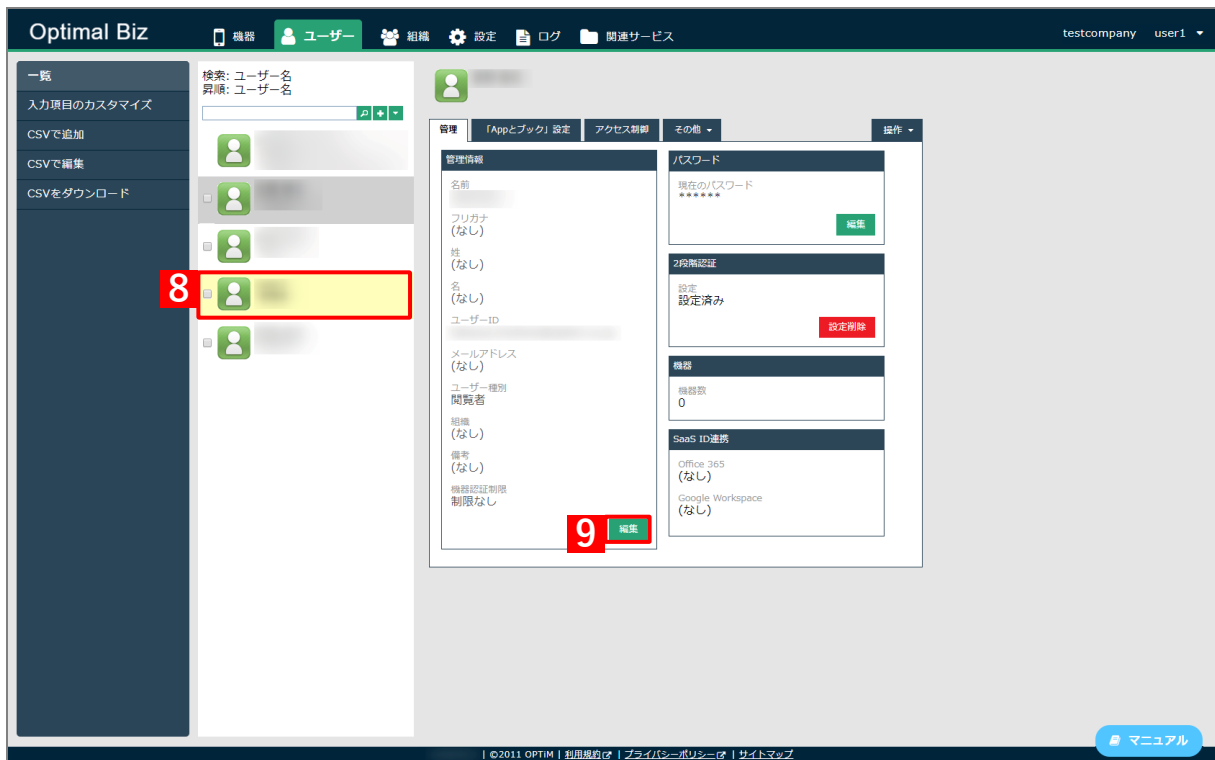 Optimal Biz
機器
ユーザー
組織
設定
ログ
関連サービス
testcompany
user1
一覧
入力項目のカスタマイズ
CSVで追加
CSVで編集
CSVをダウンロード
検索: ユーザー名
昇順: ユーザー名
8
管理
「Appとブック」設定
アクセス制御
その他
操作
管理情報
名前
フリガナ
(なし)
姓
(なし)
名
(なし)
ユーザーID
メールアドレス
(なし)
ユーザー種別
閲覧者
組織
(なし)
備考
(なし)
機器認証制限
制限なし
9
編集
パスワード
現在のパスワード
******
編集
2段階認証
設定
設定済み
設定削除
機器
機器数
0
SaaS ID連携
Office 365
(なし)
Google Workspace
(なし)
マニュアル
| ©2011 OPTiM | 利用規約 | プライバシーポリシー | サイトマップ